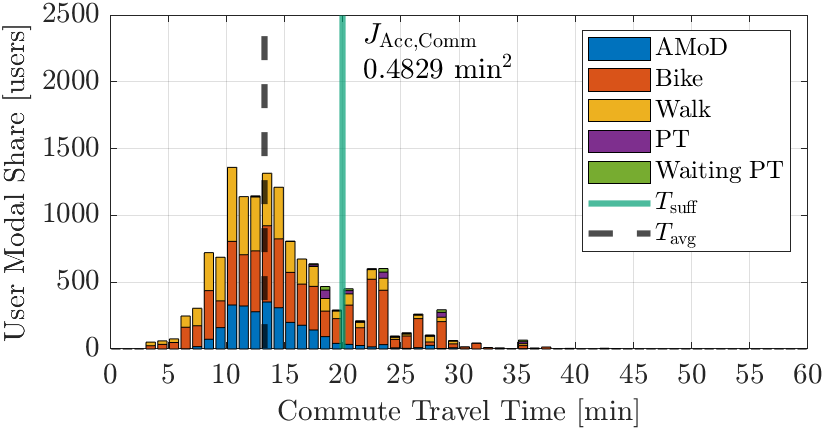 2500
2000
1500
1000
500
0
User Modal Share [users]
J_Acc,Comm
0.4829 min²
AMoD
Bike
Walk
PT
Waiting PT
T_suff
T_avg
0 5 10 15 20 25 30 35 40 45 50 55 60
Commute Travel Time [min]